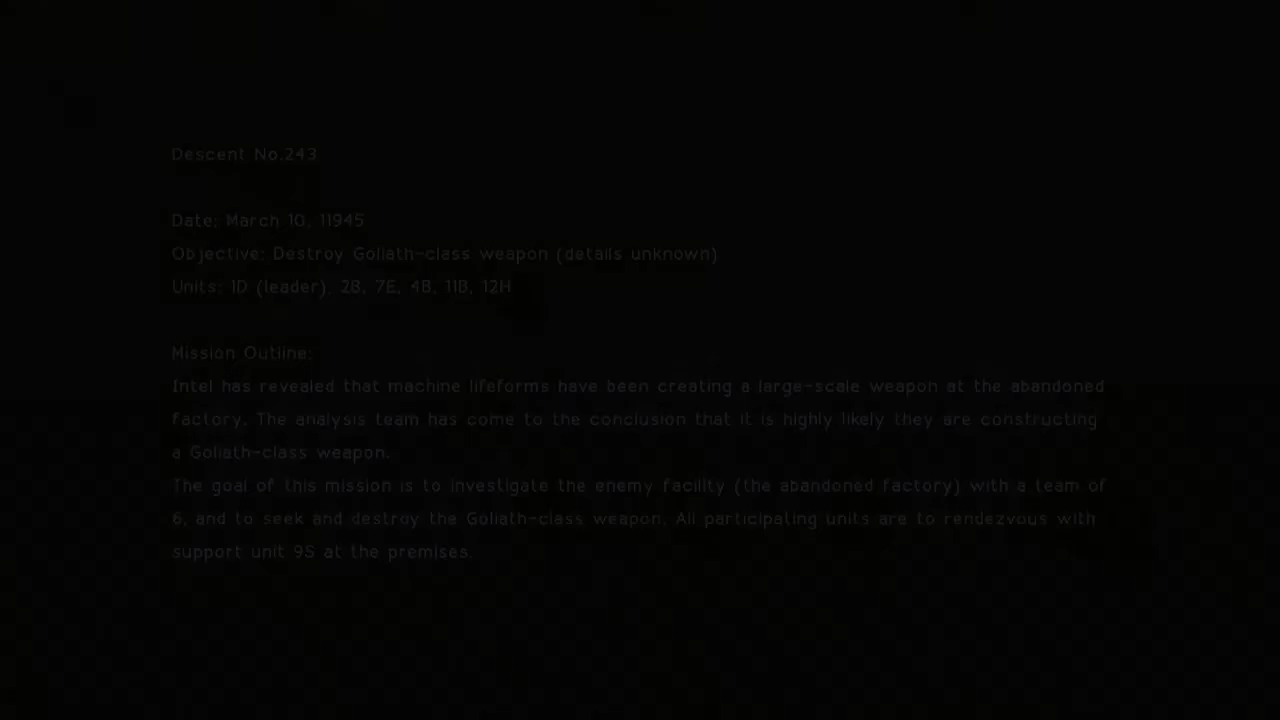 Descent No.243
Date: March 10, 11945
Objective: Destroy Goliath-class weapon (details unknown)
Units: 1D (leader), 2B, 7E, 4B, 11B, 12H
Mission Outline:
Intel has revealed that machine lifeforms have been creating a large-scale weapon at the abandoned
factory. The analysis team has come to the conclusion that it is highly likely they are constructing
a Goliath-class weapon.
The goal of this mission is to investigate the enemy facility (the abandoned factory) with a team of
6, and to seek and destroy the Goliath-class weapon. All participating units are to rendezvous with
support unit 9S at the premises.